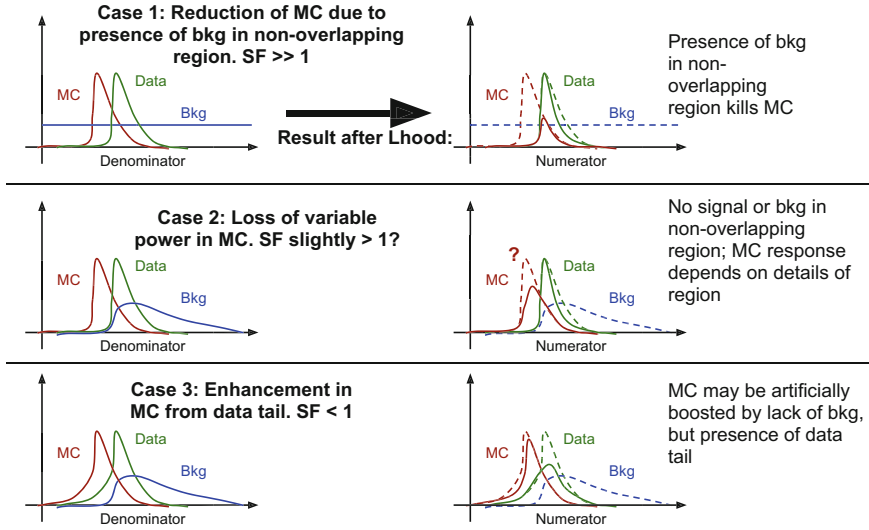 Case 1: Reduction of MC due to
presence of bkg in non-overlapping
region. SF >> 1
MC
Data
Bkg
Denominator
Result after Lhood:
MC
Data
Bkg
Numerator
Presence of bkg
in non-
overlapping
region kills MC
Case 2: Loss of variable
power in MC. SF slightly > 1?
MC
Data
Bkg
Denominator
?
MC
Data
Bkg
Numerator
No signal or bkg in
non-overlapping
region; MC response
depends on details of
region
Case 3: Enhancement in
MC from data tail. SF < 1
MC
Data
Bkg
Denominator
MC
Data
Bkg
Numerator
MC may be artificially
boosted by lack of bkg,
but presence of data
tail